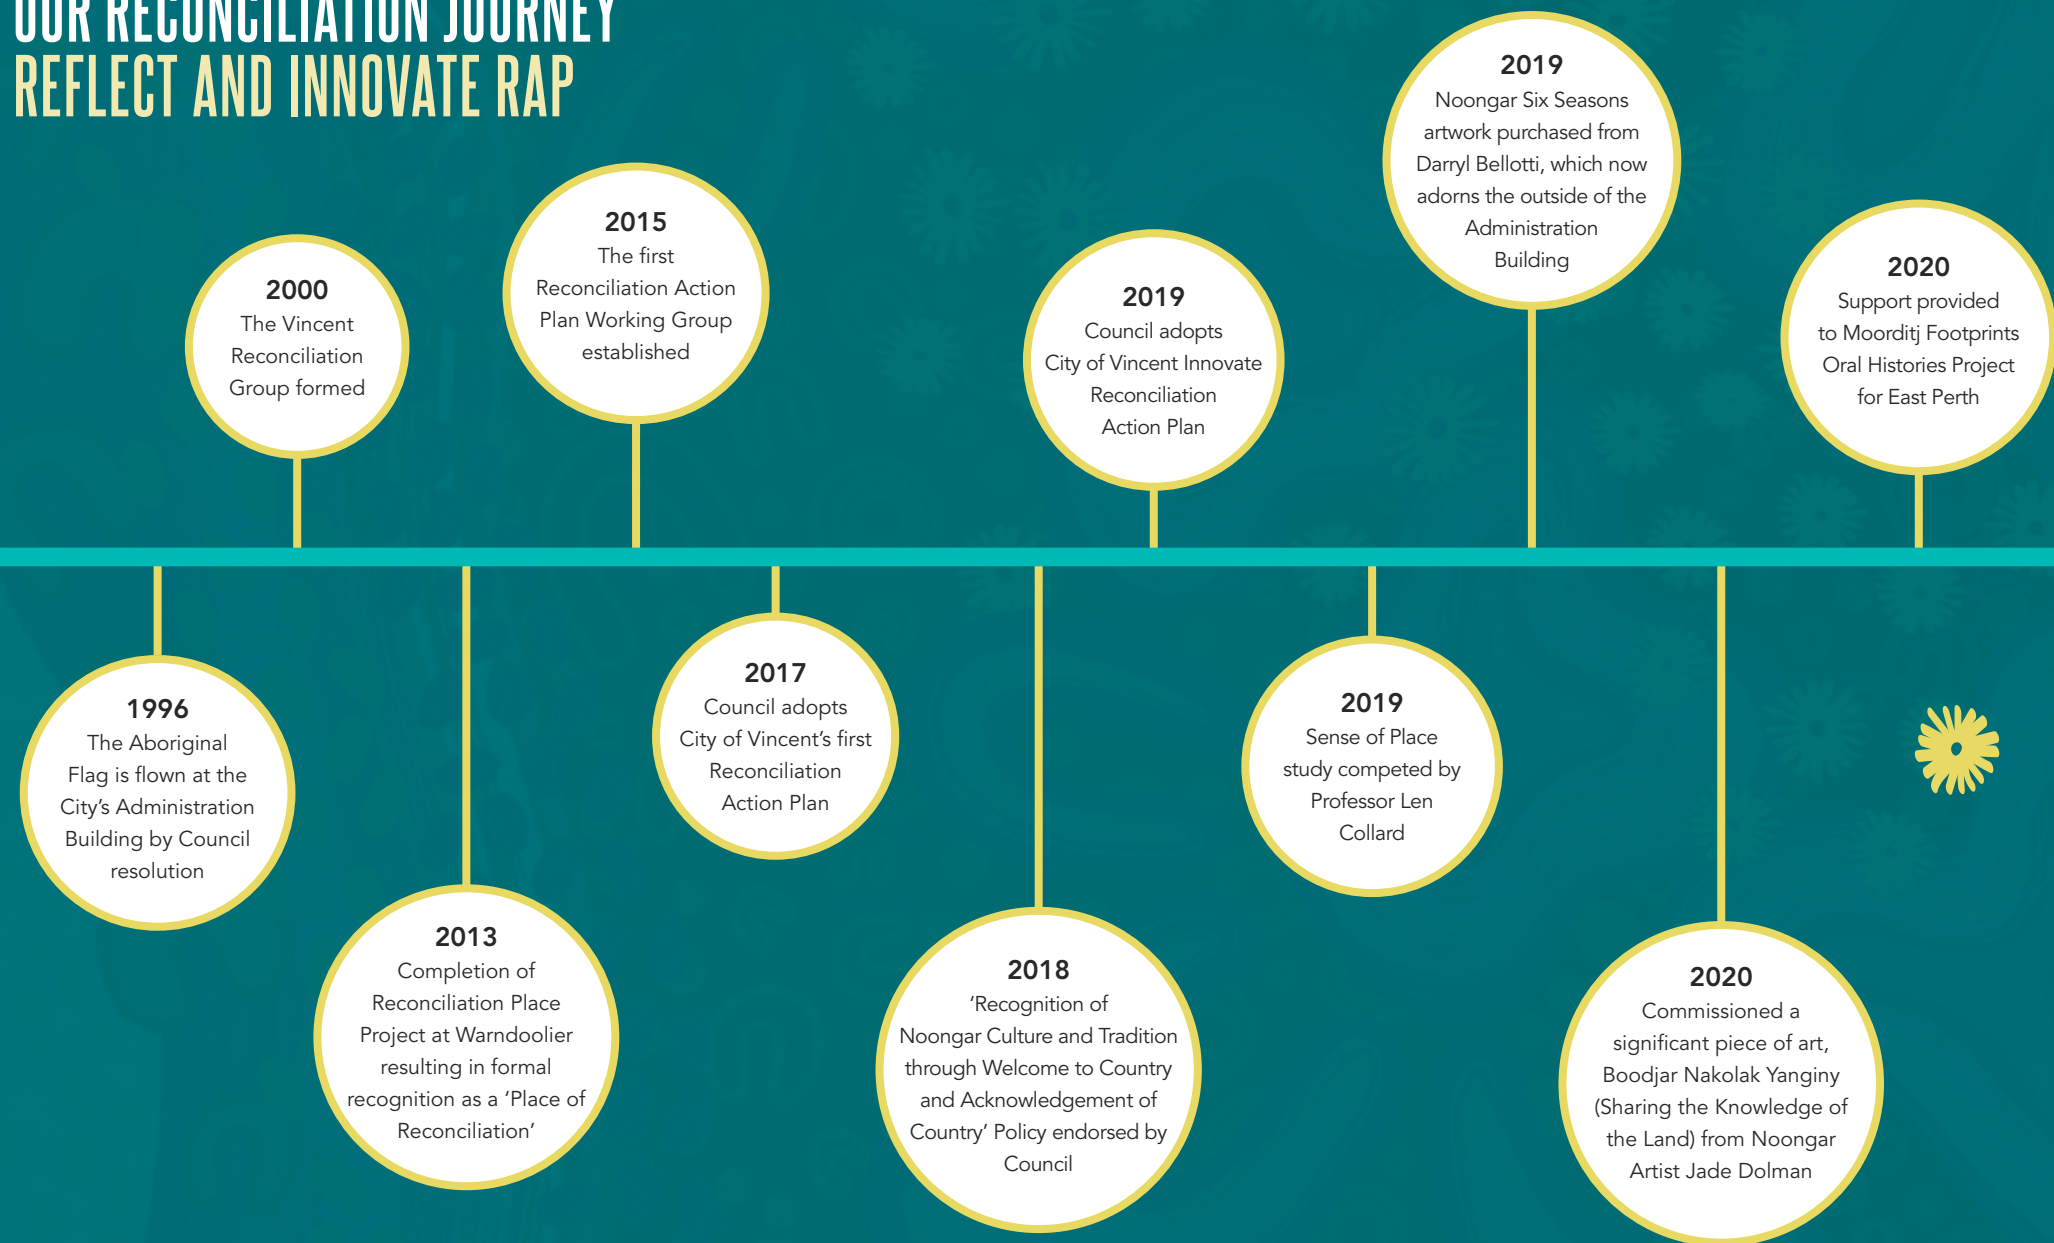 OUR RECONCILIATION JOURNEY
REFLECT AND INNOVATE RAP
1996
The Aboriginal
Flag is flown at the
City's Administration
Building by Council
resolution
2000
The Vincent
Reconciliation
Group formed
2013
Completion of
Reconciliation Place
Project at Warndoolier
resulting in formal
recognition as a 'Place of
Reconciliation'
2015
The first
Reconciliation Action
Plan Working Group
established
2017
Council adopts
City of Vincent's first
Reconciliation
Action Plan
2018
'Recognition of
Noongar Culture and Tradition
through Welcome to Country
and Acknowledgement of
Country' Policy endorsed by
Council
2019
Council adopts
City of Vincent Innovate
Reconciliation
Action Plan
2019
Sense of Place
study competed by
Professor Len
Collard
2019
Noongar Six Seasons
artwork purchased from
Darryl Bellotti, which now
adorns the outside of the
Administration
Building
2020
Commissioned a
significant piece of art,
Boodjar Nakolak Yanginy
(Sharing the Knowledge of
the Land) from Noongar
Artist Jade Dolman
2020
Support provided
to Moorditj Footprints
Oral Histories Project
for East Perth